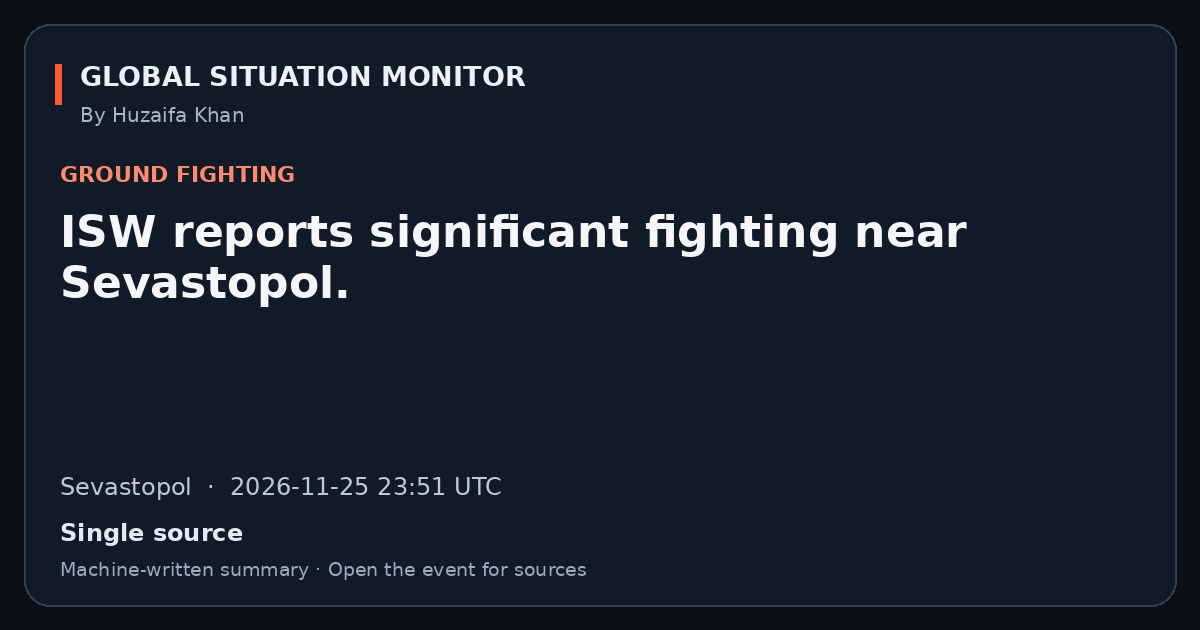 GLOBAL SITUATION MONITOR
By Huzaifa Khan
GROUND FIGHTING
ISW reports significant fighting near
Sevastopol.
Sevastopol · 2026-11-25 23:51 UTC
Single source
Machine-written summary · Open the event for sources